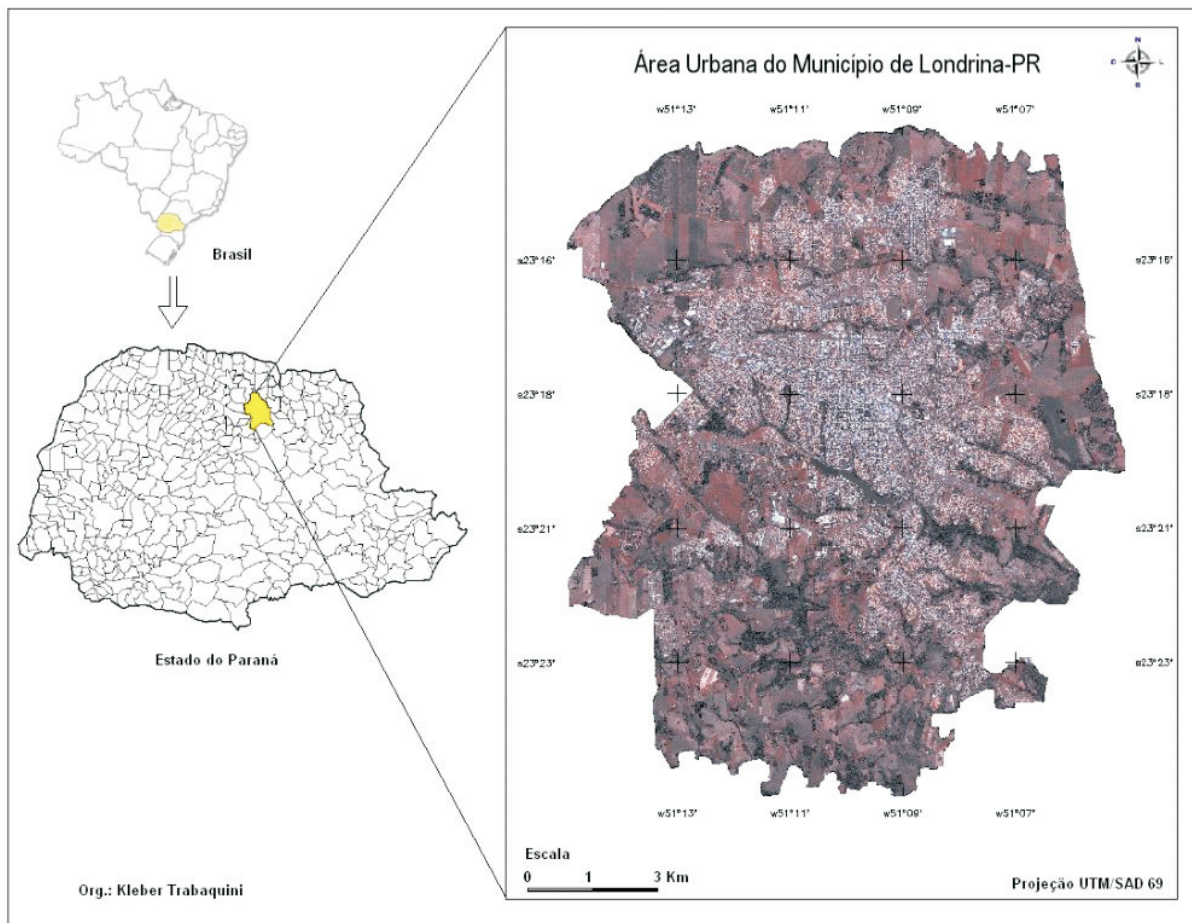 Área Urbana do Município de Londrina-PR
N
O L
S
w51°13' w51°11' w51°09' w51°07'
Brasil
s23°16' s23°16'
s23°18' s23°18'
s23°21' s23°21'
Estado do Paraná
s23°23' s23°23'
w51°13' w51°11' w51°09' w51°07'
Escala
0 1 3 Km
Org.: Kleber Trabaquini
Projeção UTM/SAD 69